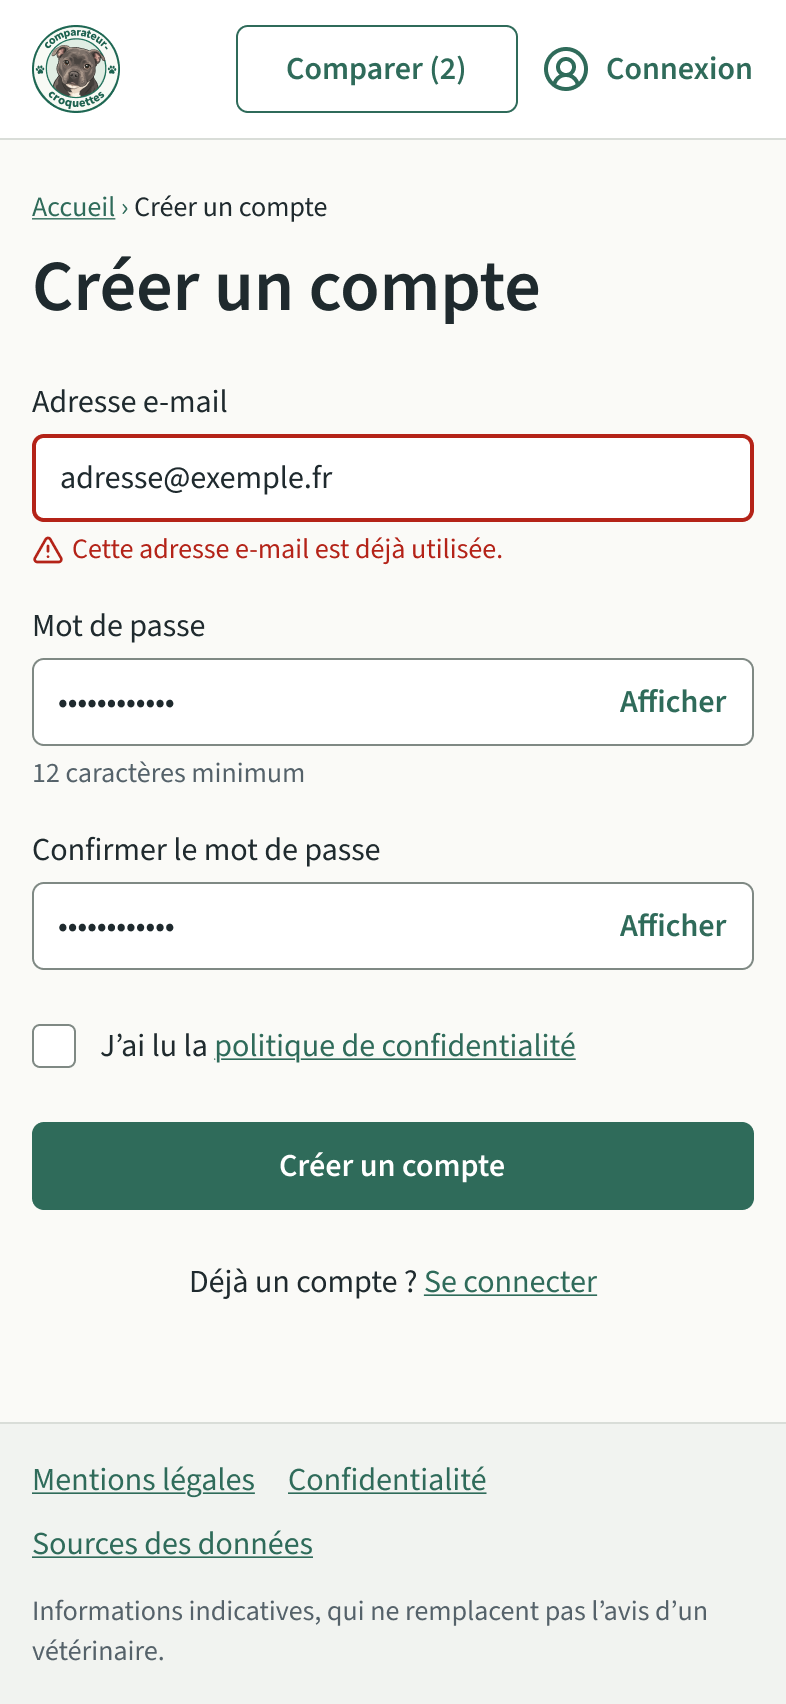 comparateur-
croquettes
Comparer (2)
Connexion
Accueil › Créer un compte
Créer un compte
Adresse e-mail
adresse@exemple.fr
Cette adresse e-mail est déjà utilisée.
Mot de passe
•••••••••••• Afficher
12 caractères minimum
Confirmer le mot de passe
•••••••••••• Afficher
J’ai lu la politique de confidentialité
Créer un compte
Déjà un compte ? Se connecter
Mentions légales Confidentialité
Sources des données
Informations indicatives, qui ne remplacent pas l’avis d’un
vétérinaire.